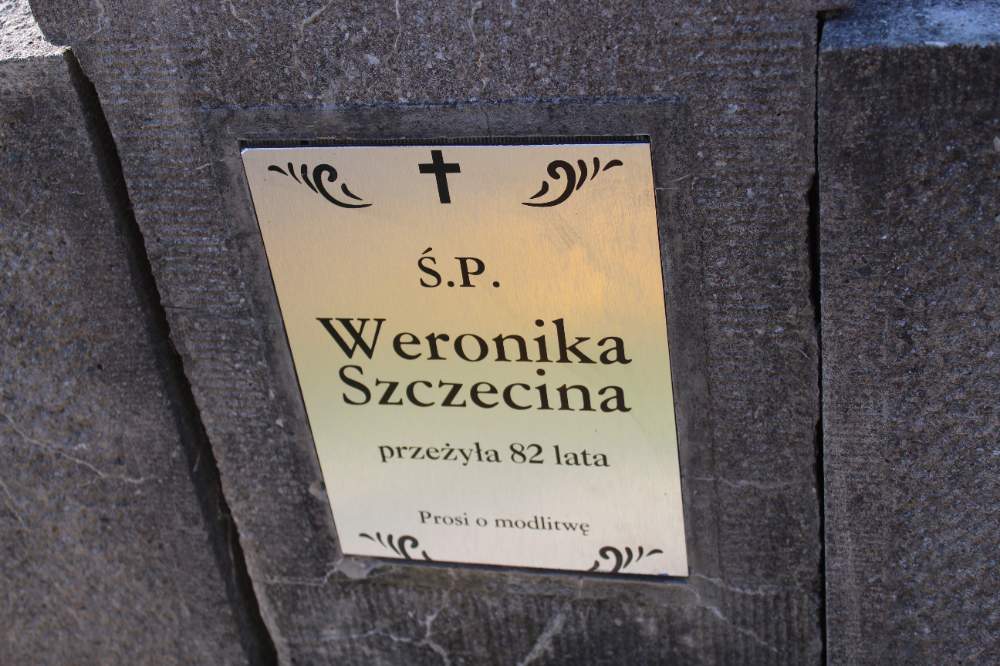 Ś.P.
Weronika
Szczecina
przeżyła 82 lata
Prosi o modlitwę